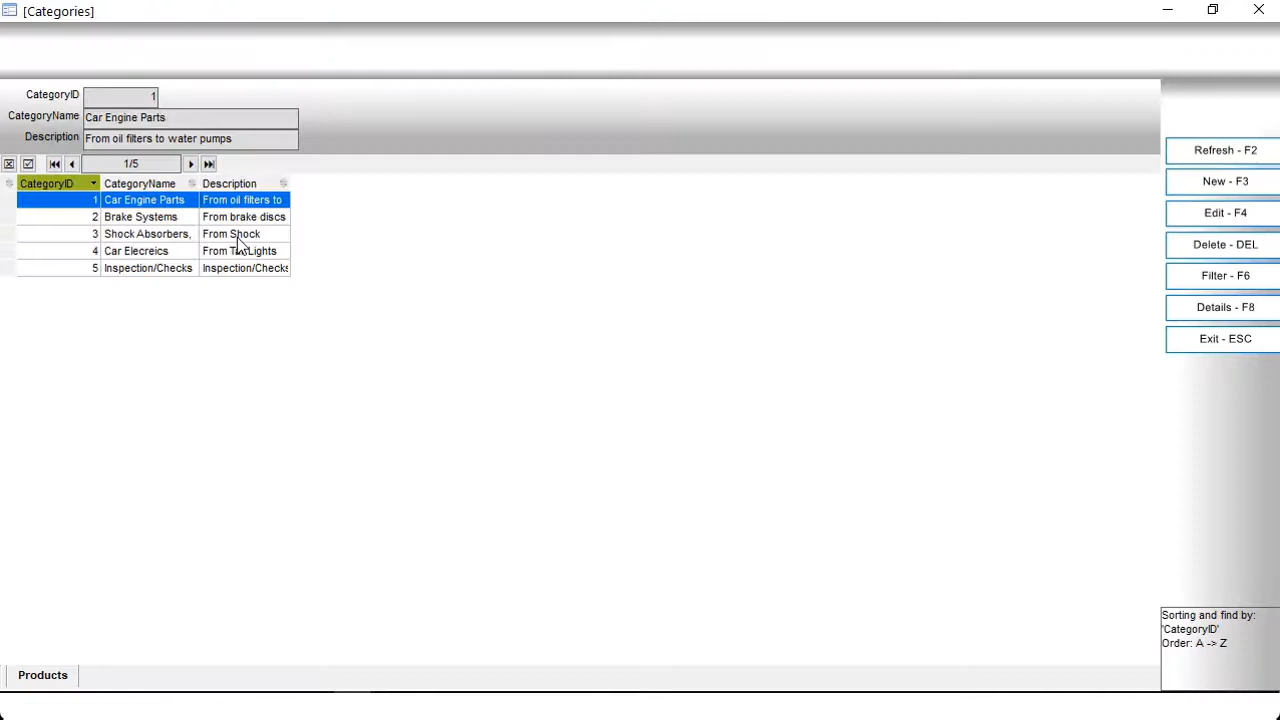 [Categories]
CategoryID 1
CategoryName Car Engine Parts
Description From oil filters to water pumps
1/5
CategoryID CategoryName Description
1 Car Engine Parts From oil filters to
2 Brake Systems From brake discs
3 Shock Absorbers, From Shock
4 Car Elecreics From Lights
5 Inspection/Checks Inspection/Checks
Refresh - F2
New - F3
Edit - F4
Delete - DEL
Filter - F6
Details - F8
Exit - ESC
Sorting and find by:
'CategoryID'
Order: A -> Z
Products